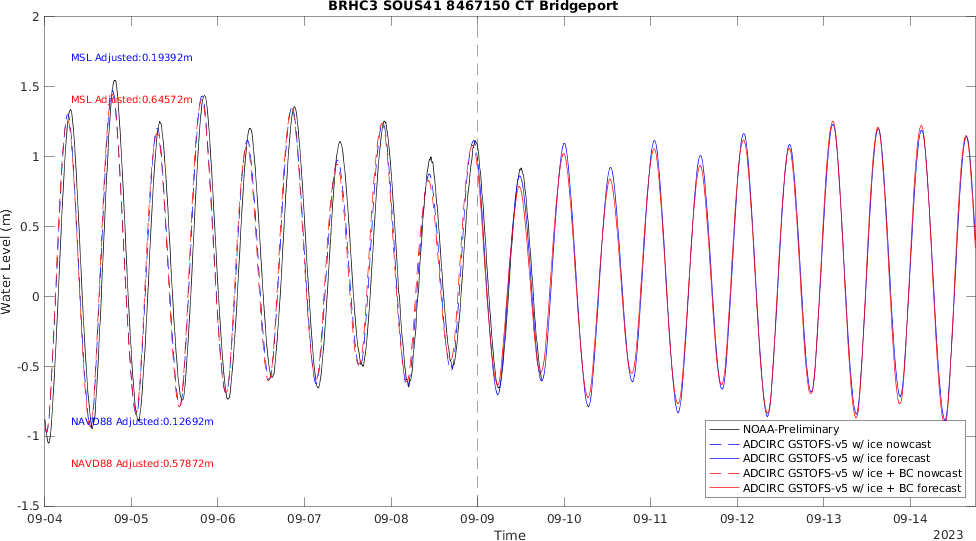 BRHC3 SOUS41 8467150 CT Bridgeport
2
1.5
1
0.5
0
-0.5
-1
-1.5
Water Level (m)
MSL Adjusted:0.19392m
MSL Adjusted:0.64572m
NAVD88 Adjusted:0.12692m
NAVD88 Adjusted:0.57872m
NOAA-Preliminary
ADCIRC GSTOFS-v5 w/ ice nowcast
ADCIRC GSTOFS-v5 w/ ice forecast
ADCIRC GSTOFS-v5 w/ ice + BC nowcast
ADCIRC GSTOFS-v5 w/ ice + BC forecast
09-04 09-05 09-06 09-07 09-08 09-09 09-10 09-11 09-12 09-13 09-14
Time
2023